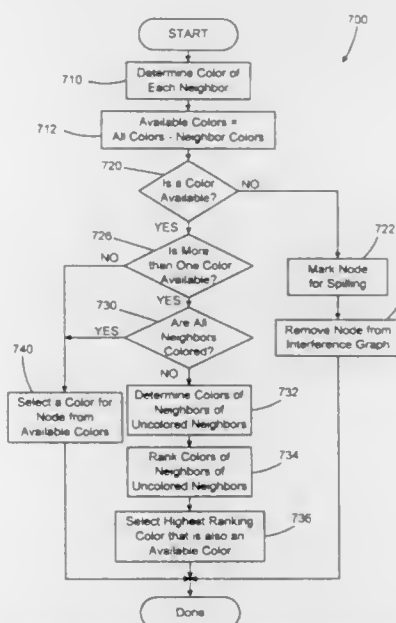 START
700
710
Determine Color of
Each Neighbor
712
Available Colors =
All Colors - Neighbor Colors
720
Is a Color
Available?
NO
YES
726
Is More
than One Color
Available?
NO
YES
722
Mark Node
for Spilling
730
Are All
Neighbors
Colored?
YES
NO
Remove Node from
Interference Graph
740
Select a Color for
Node from
Available Colors
Determine Colors of
Neighbors of
Uncolored Neighbors
732
Rank Colors of
Neighbors of
Uncolored Neighbors
734
Select Highest Ranking
Color that is also an
Available Color
736
Done